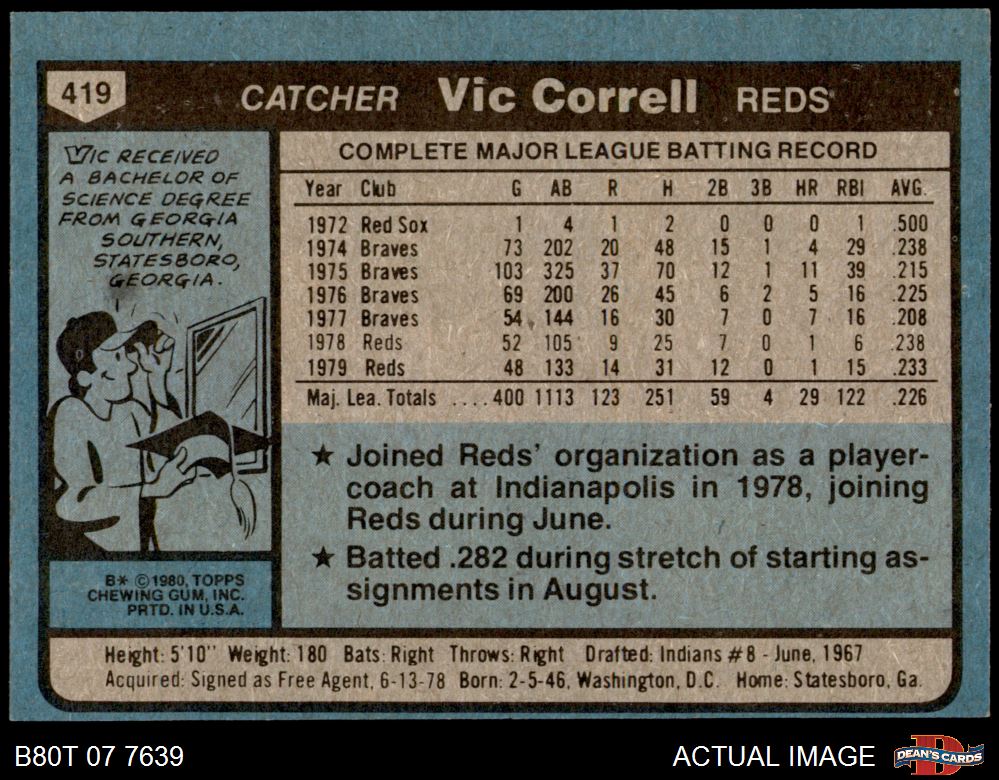 419 CATCHER Vic Correll REDS
VIC RECEIVED
A BACHELOR OF
SCIENCE DEGREE
FROM GEORGIA
SOUTHERN,
STATESBORO,
GEORGIA.
COMPLETE MAJOR LEAGUE BATTING RECORD
Year Club G AB R H 2B 3B HR RBI AVG.
1972 Red Sox 1 4 1 2 0 0 0 1 .500
1974 Braves 73 202 20 48 15 1 4 29 .238
1975 Braves 103 325 37 70 12 1 11 39 .215
1976 Braves 69 200 26 45 6 2 5 16 .225
1977 Braves 54 144 16 30 7 0 7 16 .208
1978 Reds 52 105 9 25 7 0 1 6 .238
1979 Reds 48 133 14 31 12 0 1 15 .233
Maj. Lea. Totals ....400 1113 123 251 59 4 29 122 .226
★ Joined Reds' organization as a player-
coach at Indianapolis in 1978, joining
Reds during June.
★ Batted .282 during stretch of starting as-
signments in August.
B* ©1980, TOPPS
CHEWING GUM, INC.
PRTD. IN U.S.A.
Height: 5'10" Weight: 180 Bats: Right Throws: Right Drafted: Indians #8 - June, 1967
Acquired: Signed as Free Agent, 6-13-78 Born: 2-5-46, Washington, D.C. Home: Statesboro, Ga.
B80T 07 7639 ACTUAL IMAGE DEAN'S CARDS